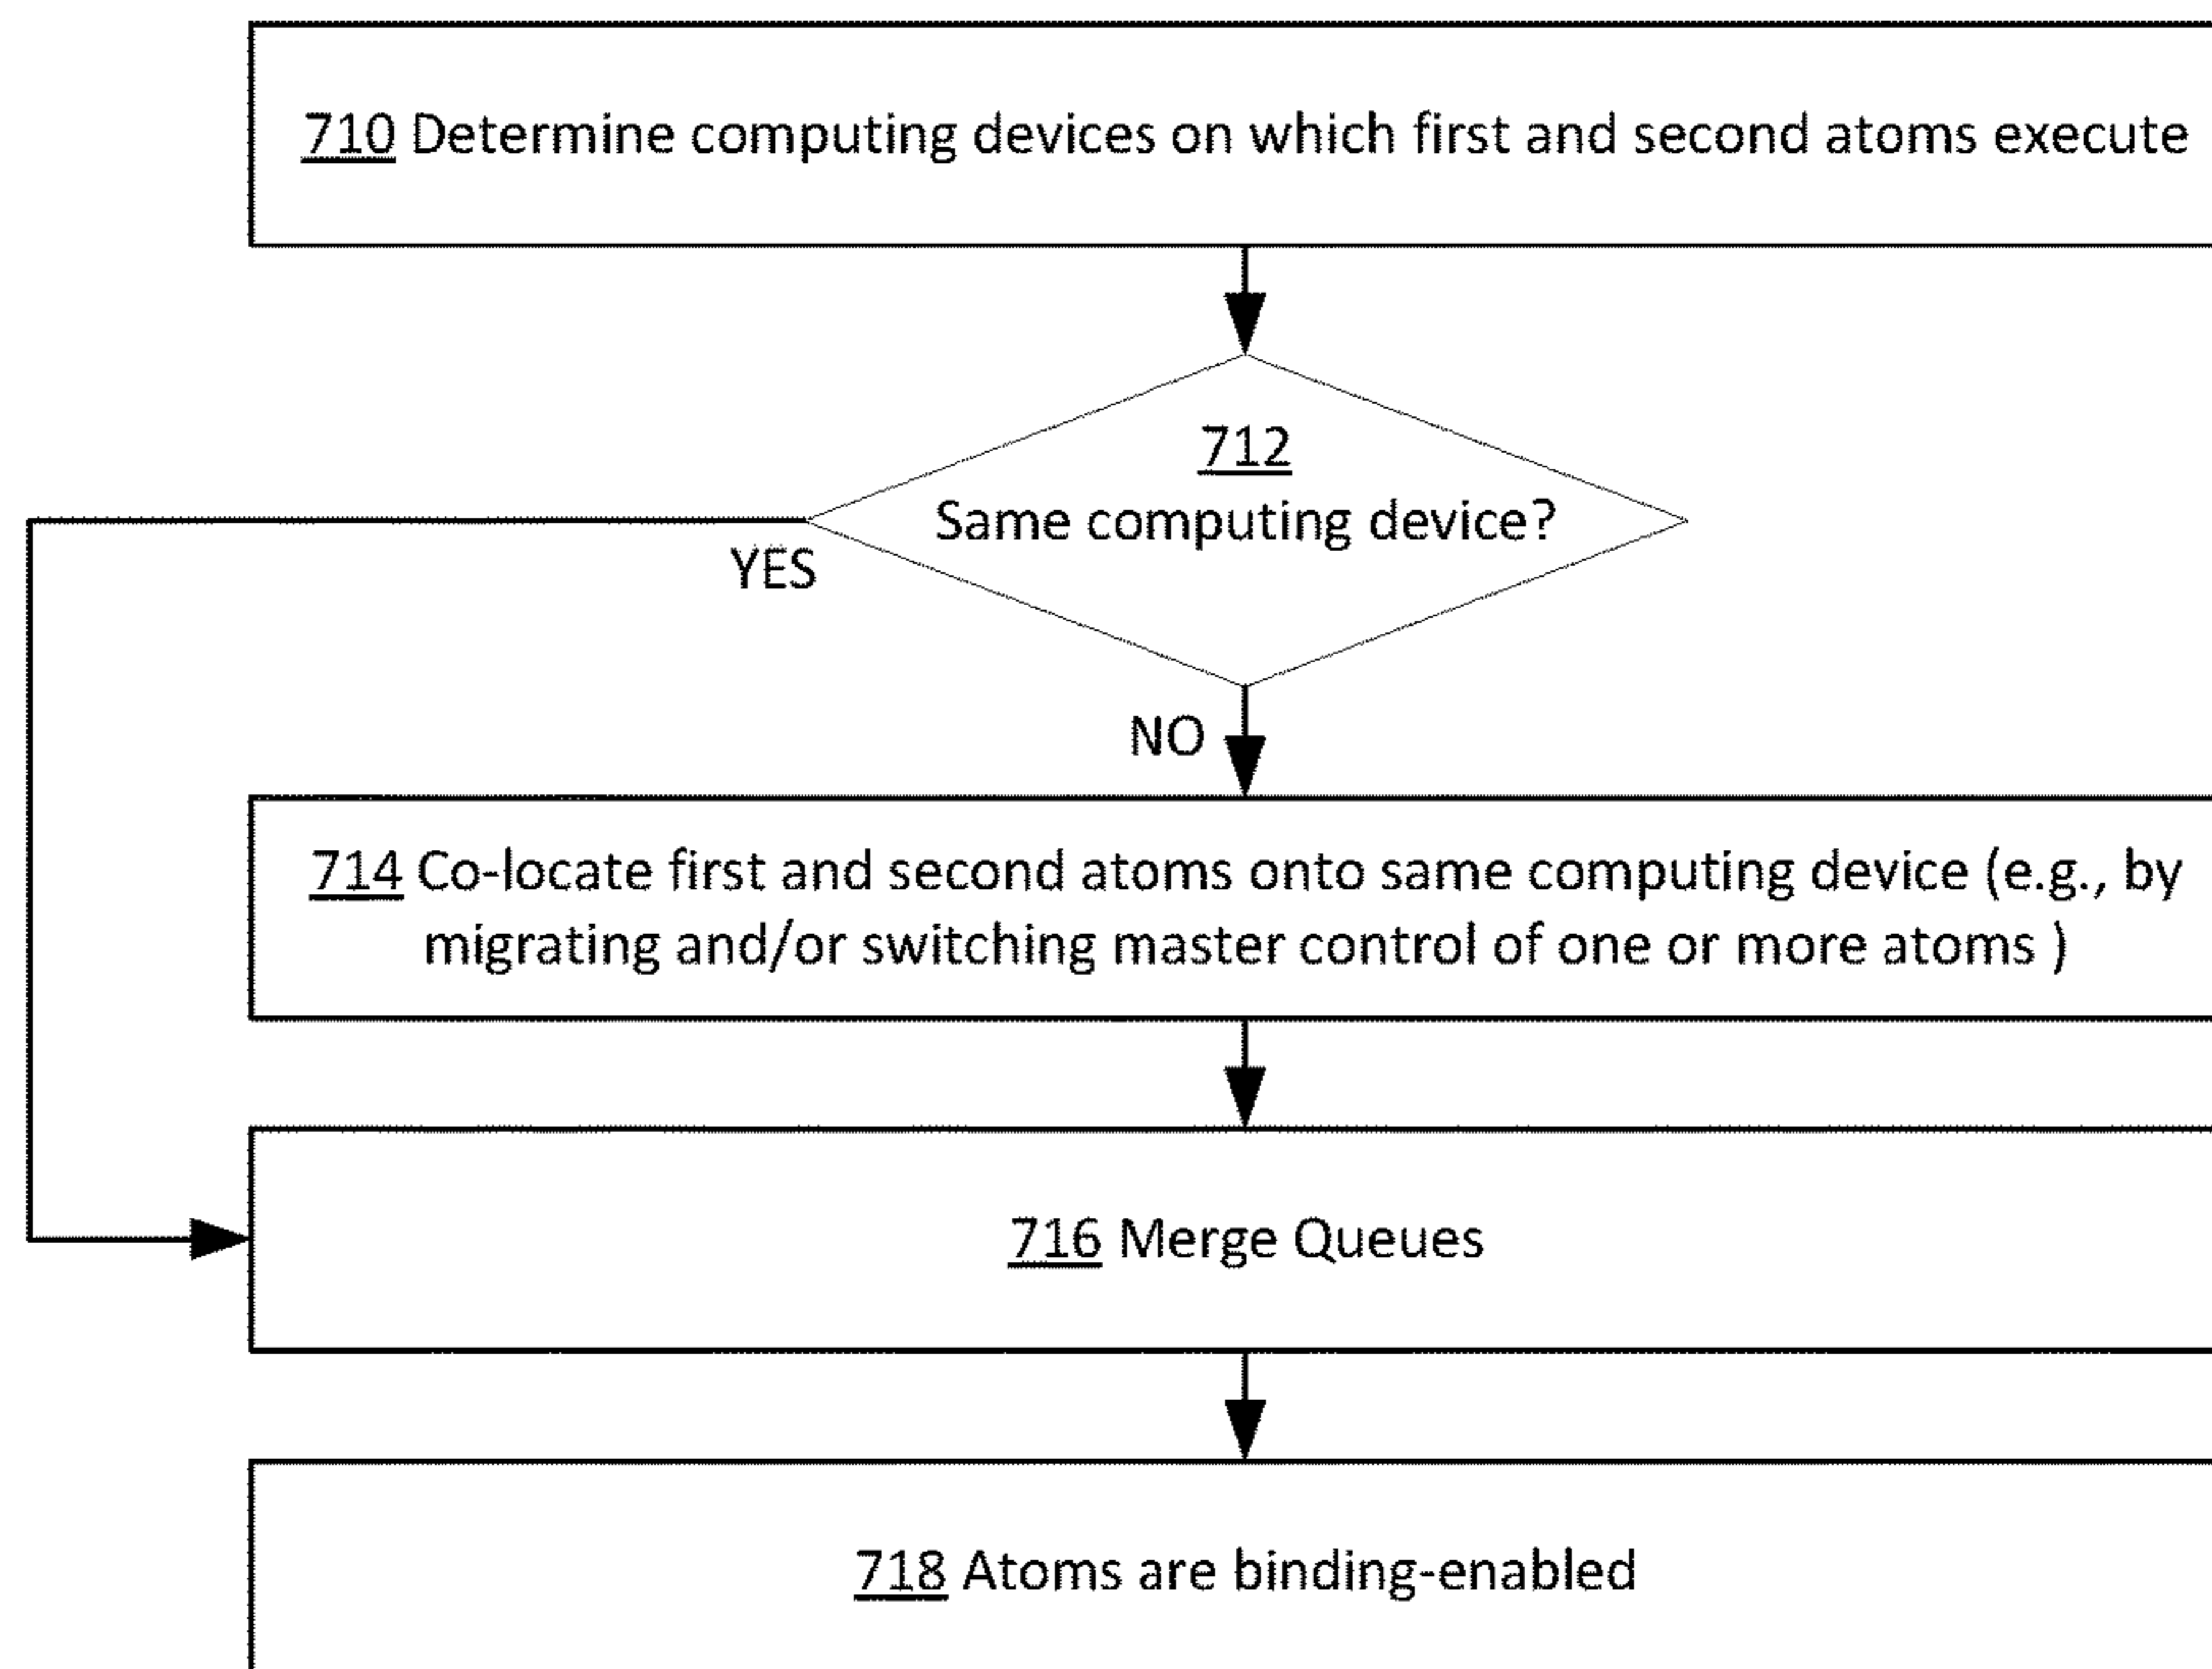 710 Determine computing devices on which first and second atoms execute
712
Same computing device?
YES
NO
714 Co-locate first and second atoms onto same computing device (e.g., by
migrating and/or switching master control of one or more atoms )
716 Merge Queues
718 Atoms are binding-enabled